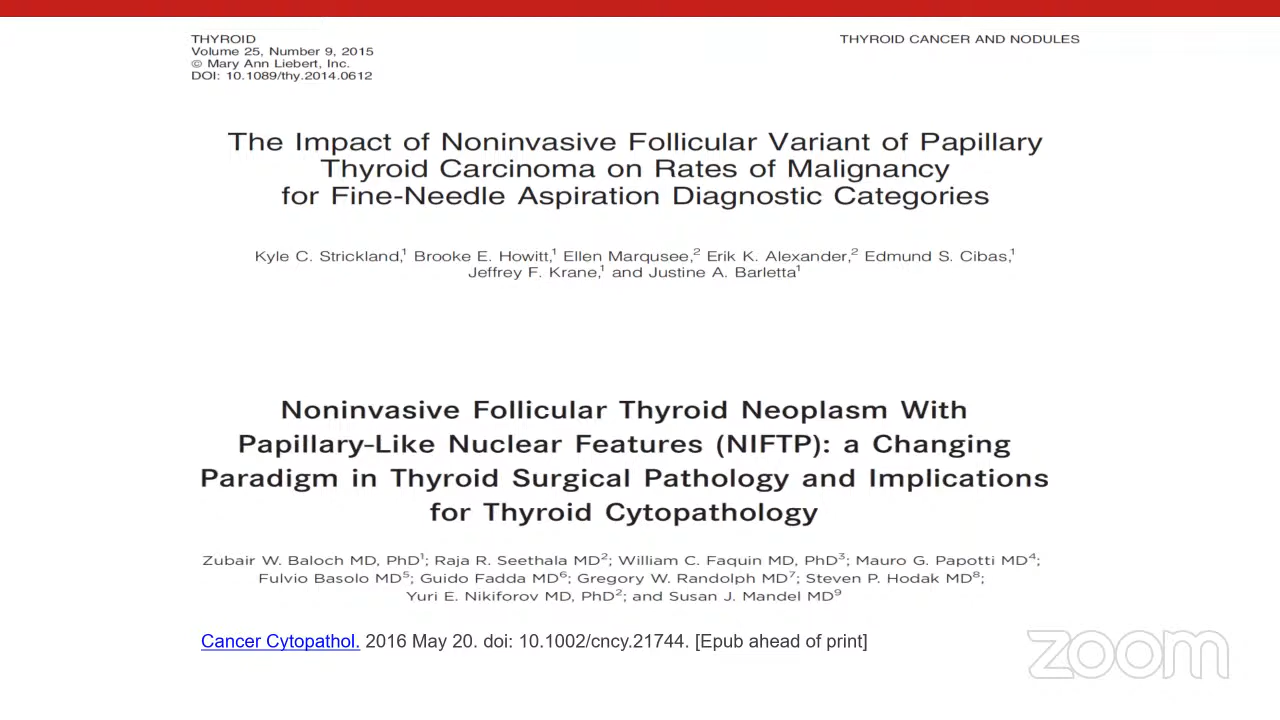 THYROID
Volume 25, Number 9, 2015
© Mary Ann Liebert, Inc.
DOI: 10.1089/thy.2014.0612
THYROID CANCER AND NODULES
The Impact of Noninvasive Follicular Variant of Papillary
Thyroid Carcinoma on Rates of Malignancy
for Fine-Needle Aspiration Diagnostic Categories
Kyle C. Strickland,¹ Brooke E. Howitt,¹ Ellen Marqusee,² Erik K. Alexander,² Edmund S. Cibas,¹
Jeffrey F. Krane,¹ and Justine A. Barletta¹
Noninvasive Follicular Thyroid Neoplasm With
Papillary-Like Nuclear Features (NIFTP): a Changing
Paradigm in Thyroid Surgical Pathology and Implications
for Thyroid Cytopathology
Zubair W. Baloch MD, PhD¹; Raja R. Seethala MD²; William C. Faquin MD, PhD³; Mauro G. Papotti MD⁴;
Fulvio Basolo MD⁵; Guido Fadda MD⁶; Gregory W. Randolph MD⁷; Steven P. Hodak MD⁸;
Yuri E. Nikiforov MD, PhD²; and Susan J. Mandel MD⁹
Cancer Cytopathol. 2016 May 20. doi: 10.1002/cncy.21744. [Epub ahead of print]
zoom